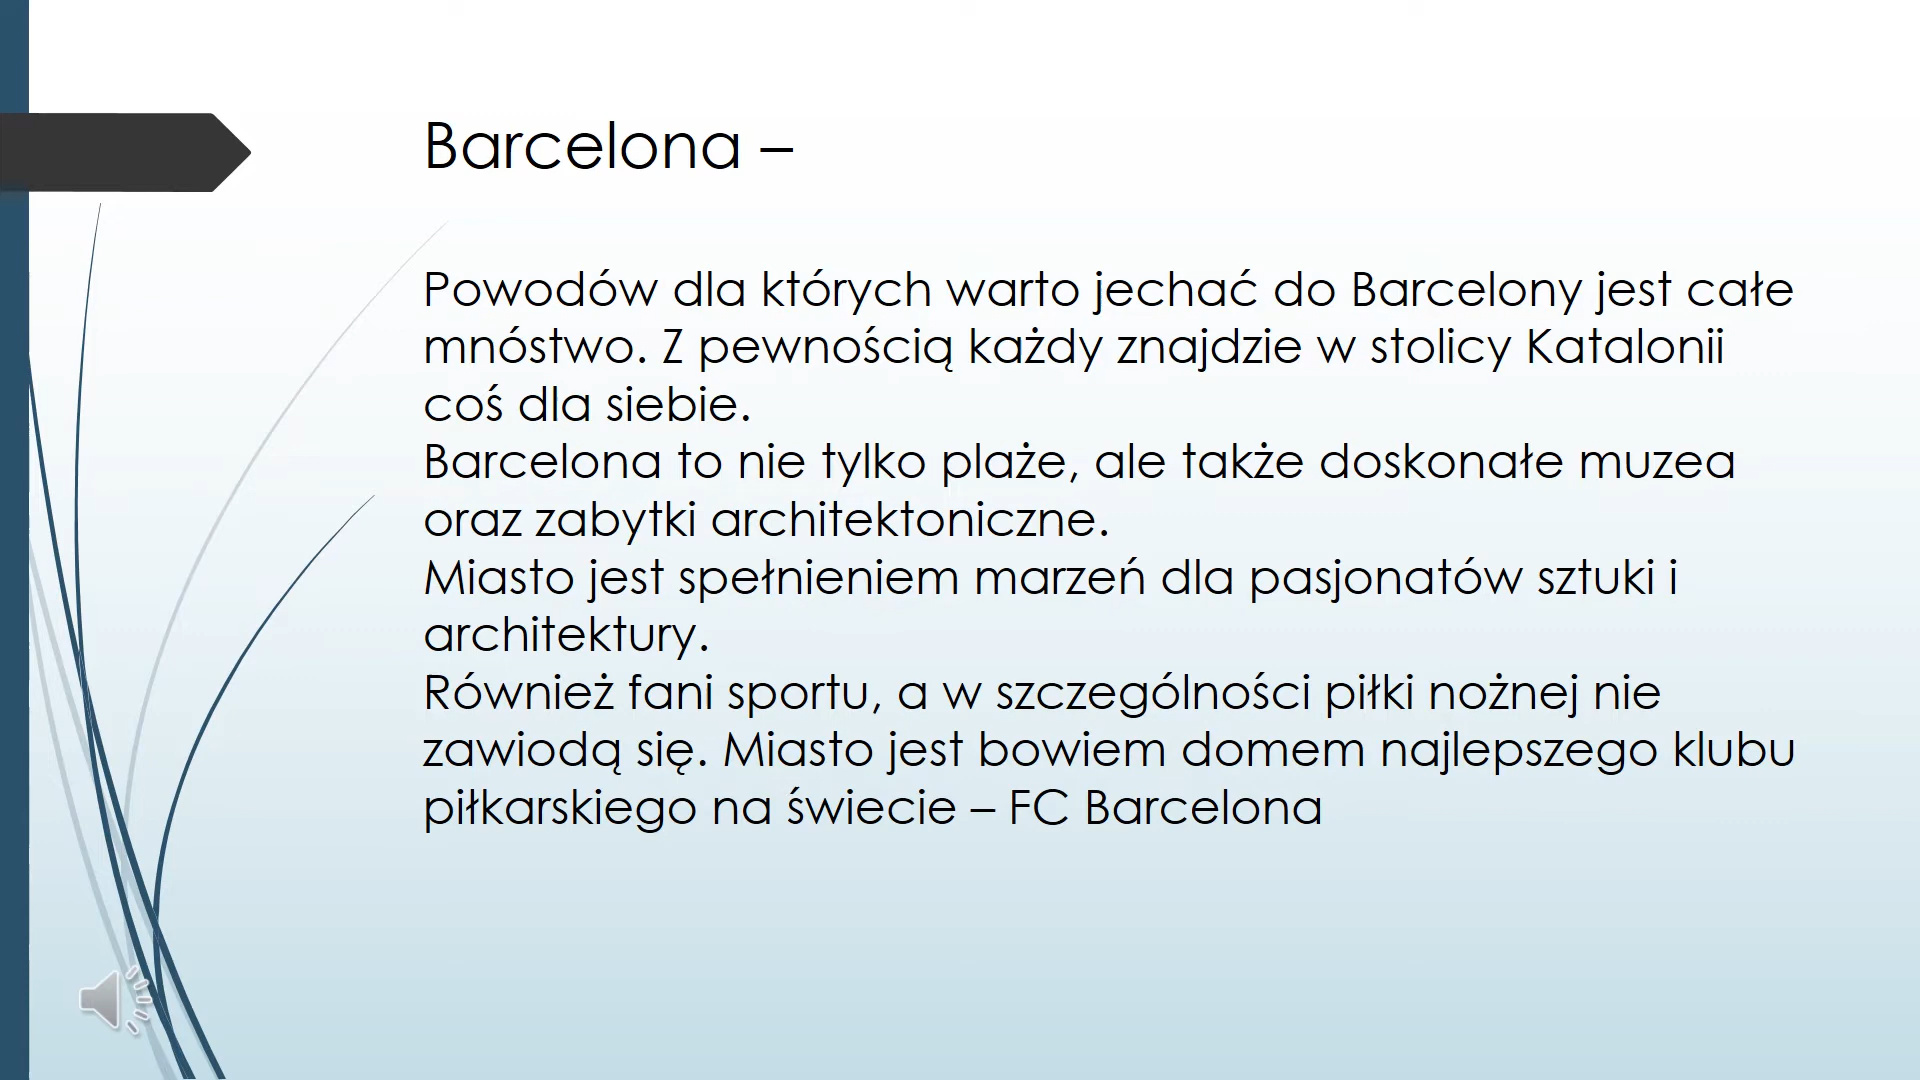 Barcelona –
Powodów dla których warto jechać do Barcelony jest całe
mnóstwo. Z pewnością każdy znajdzie w stolicy Katalonii
coś dla siebie.
Barcelona to nie tylko plaże, ale także doskonałe muzea
oraz zabytki architektoniczne.
Miasto jest spełnieniem marzeń dla pasjonatów sztuki i
architektury.
Również fani sportu, a w szczególności piłki nożnej nie
zawiodą się. Miasto jest bowiem domem najlepszego klubu
piłkarskiego na świecie – FC Barcelona